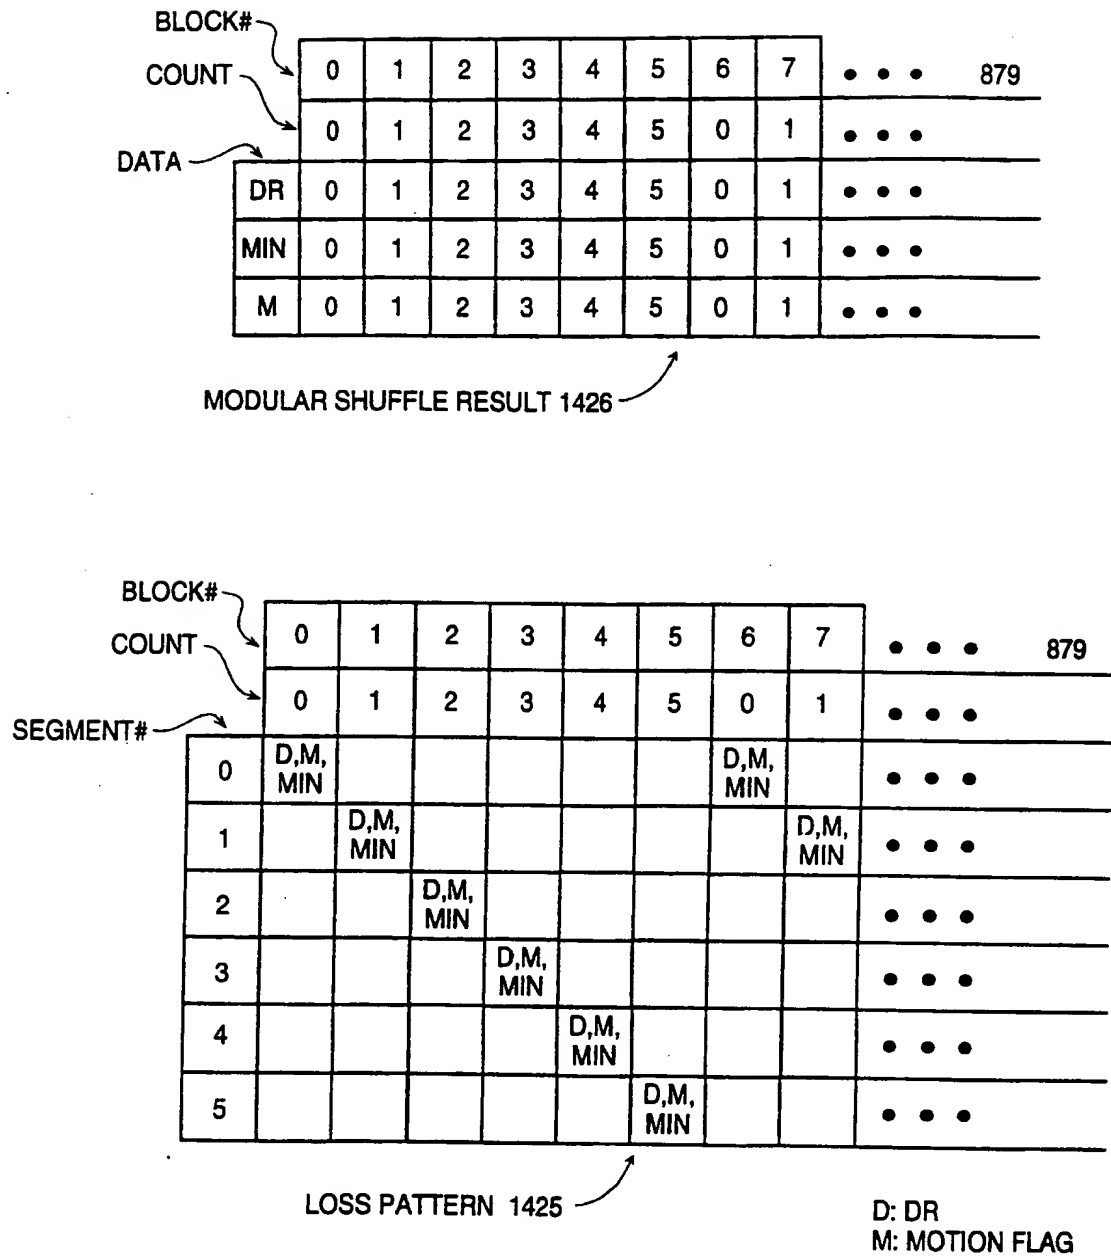 BLOCK#
0 1 2 3 4 5 6 7 • • • 879
COUNT
0 1 2 3 4 5 0 1 • • •
DATA
DR 0 1 2 3 4 5 0 1 • • •
MIN 0 1 2 3 4 5 0 1 • • •
M 0 1 2 3 4 5 0 1 • • •
MODULAR SHUFFLE RESULT 1426
BLOCK#
0 1 2 3 4 5 6 7 • • • 879
COUNT
0 1 2 3 4 5 0 1 • • •
SEGMENT#
0 D,M, MIN D,M, MIN • • •
1 D,M, MIN D,M, MIN • • •
2 D,M, MIN • • •
3 D,M, MIN • • •
4 D,M, MIN • • •
5 D,M, MIN • • •
LOSS PATTERN 1425
D: DR
M: MOTION FLAG